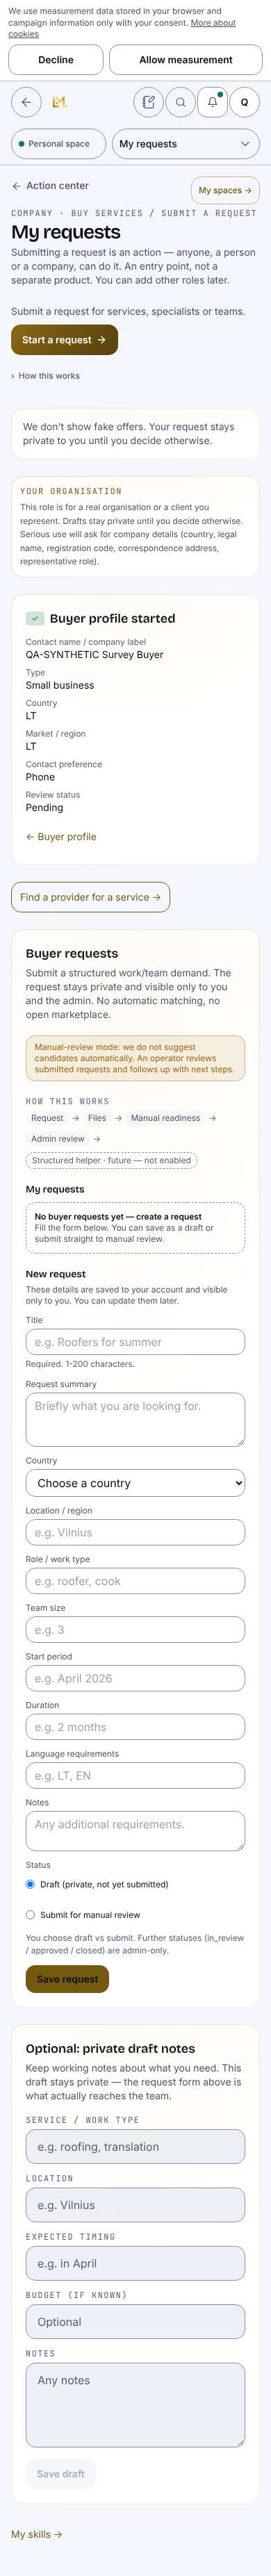 We use measurement data stored in the browser and
campaign information only with your consent. More about
cookies
Decline
Allow measurement
LM.
Q
Personal space
My requests
← Action center
My spaces →
COMPANY · BUY SERVICES / SUBMIT A REQUEST
My requests
Submitting a request is an action — anyone, a person
or a company, can do it. An entry point, not a
separate product. You can add other roles later.
Submit a request for services, specialists or teams.
Start a request →
› How this works
We don't show fake offers. Your request stays
private to you until you decide otherwise.
YOUR ORGANISATION
This role is for a real organisation or a client you
represent. Drafts stay private until you decide otherwise.
Serious use will ask for company details (country, legal
name, registration code, correspondence address,
representative role).
✓ Buyer profile started
Contact name / company label
QA-SYNTHETIC Survey Buyer
Type
Small business
Country
LT
Market / region
LT
Contact preference
Phone
Review status
Pending
← Buyer profile
Find a provider for a service →
Buyer requests
Submit a structured work/team demand. The
request stays private and visible only to you
and the admin. No automatic matching, no
open marketplace.
Manual-review mode: we do not suggest
candidates automatically. An operator reviews
submitted requests and follows up with next steps.
HOW THIS WORKS
Request → Files → Manual readiness →
Admin review →
Structured helper · future — not enabled
My requests
No buyer requests yet — create a request
Fill the form below. You can save as a draft or
submit straight to manual review.
New request
These details are saved to your account and visible
only to you. You can update them later.
Title
e.g. Roofers for summer
Required. 1-200 characters.
Request summary
Briefly what you are looking for.
Country
Choose a country
Location / region
e.g. Vilnius
Role / work type
e.g. roofer, cook
Team size
e.g. 3
Start period
e.g. April 2026
Duration
e.g. 2 months
Language requirements
e.g. LT, EN
Notes
Any additional requirements.
Status
Draft (private, not yet submitted)
Submit for manual review
You choose draft vs submit. Further statuses (in_review
/ approved / closed) are admin-only.
Save request
Optional: private draft notes
Keep working notes about what you need. This
draft stays private — the request form above is
what actually reaches the team.
SERVICE / WORK TYPE
e.g. roofing, translation
LOCATION
e.g. Vilnius
EXPECTED TIMING
e.g. in April
BUDGET (IF KNOWN)
Optional
NOTES
Any notes
Save draft
My skills →